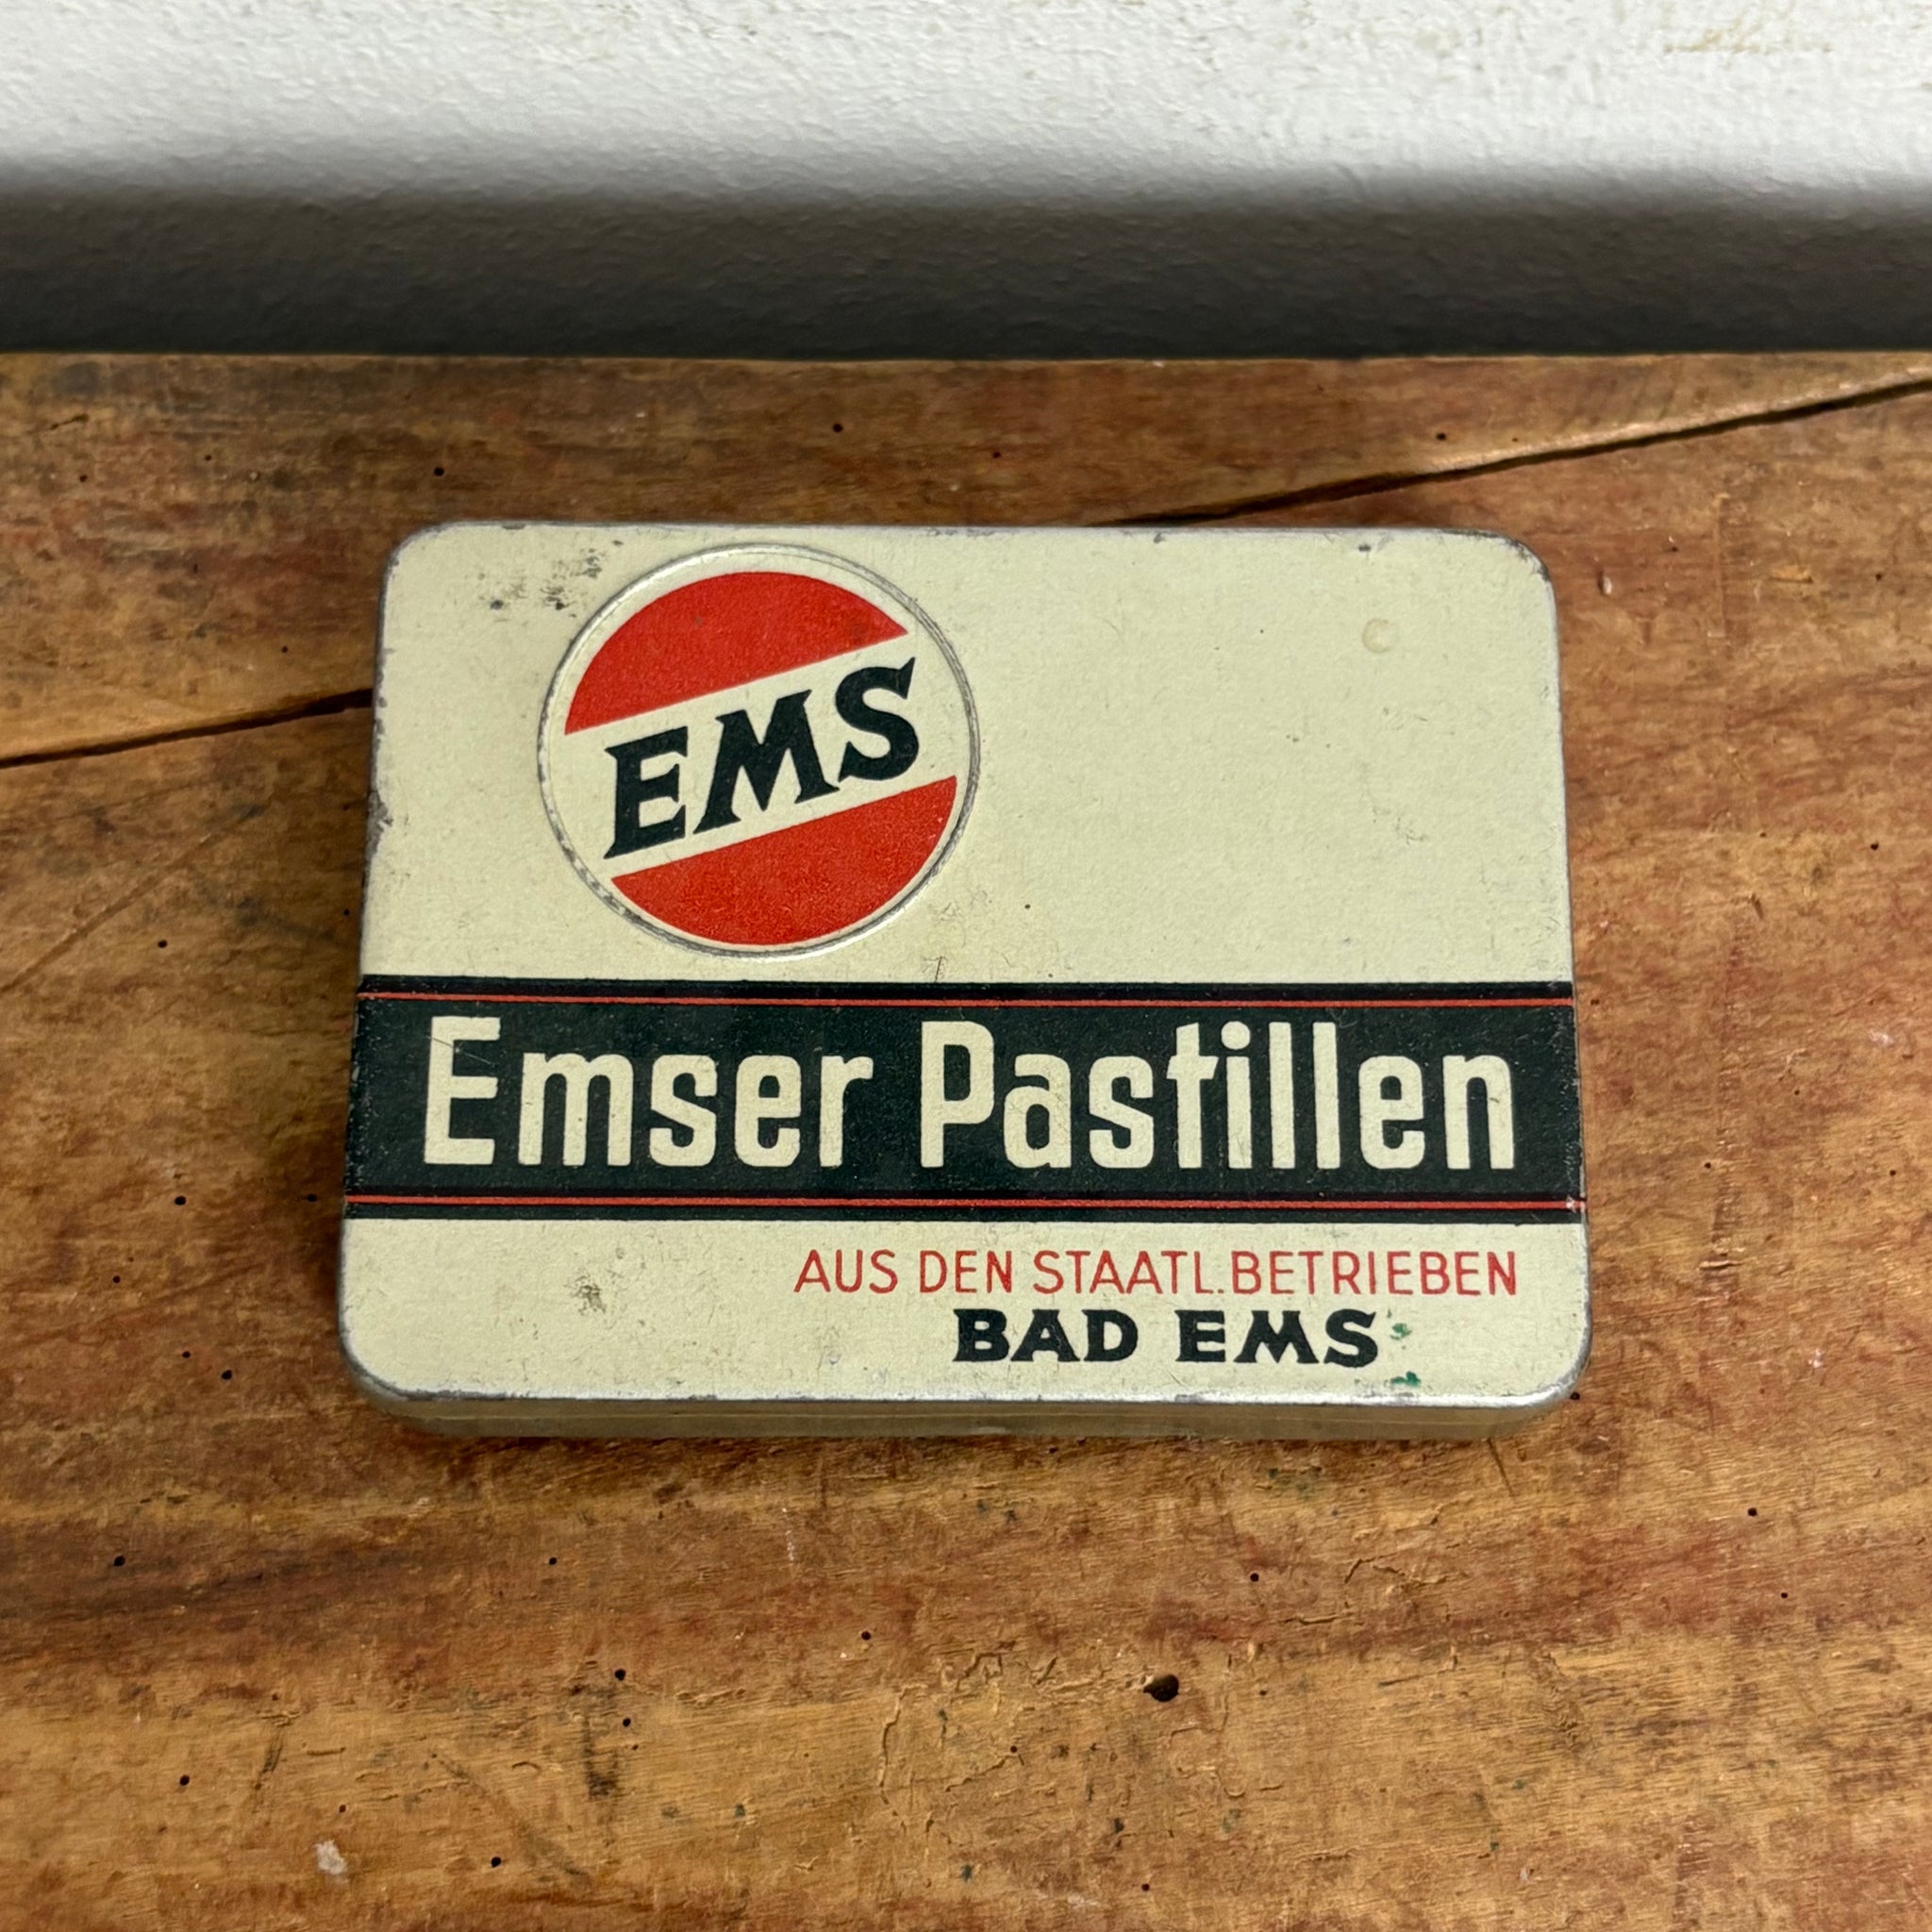 EMS
Emser Pastillen
AUS DEN STAATL.BETRIEBEN
BAD EMS